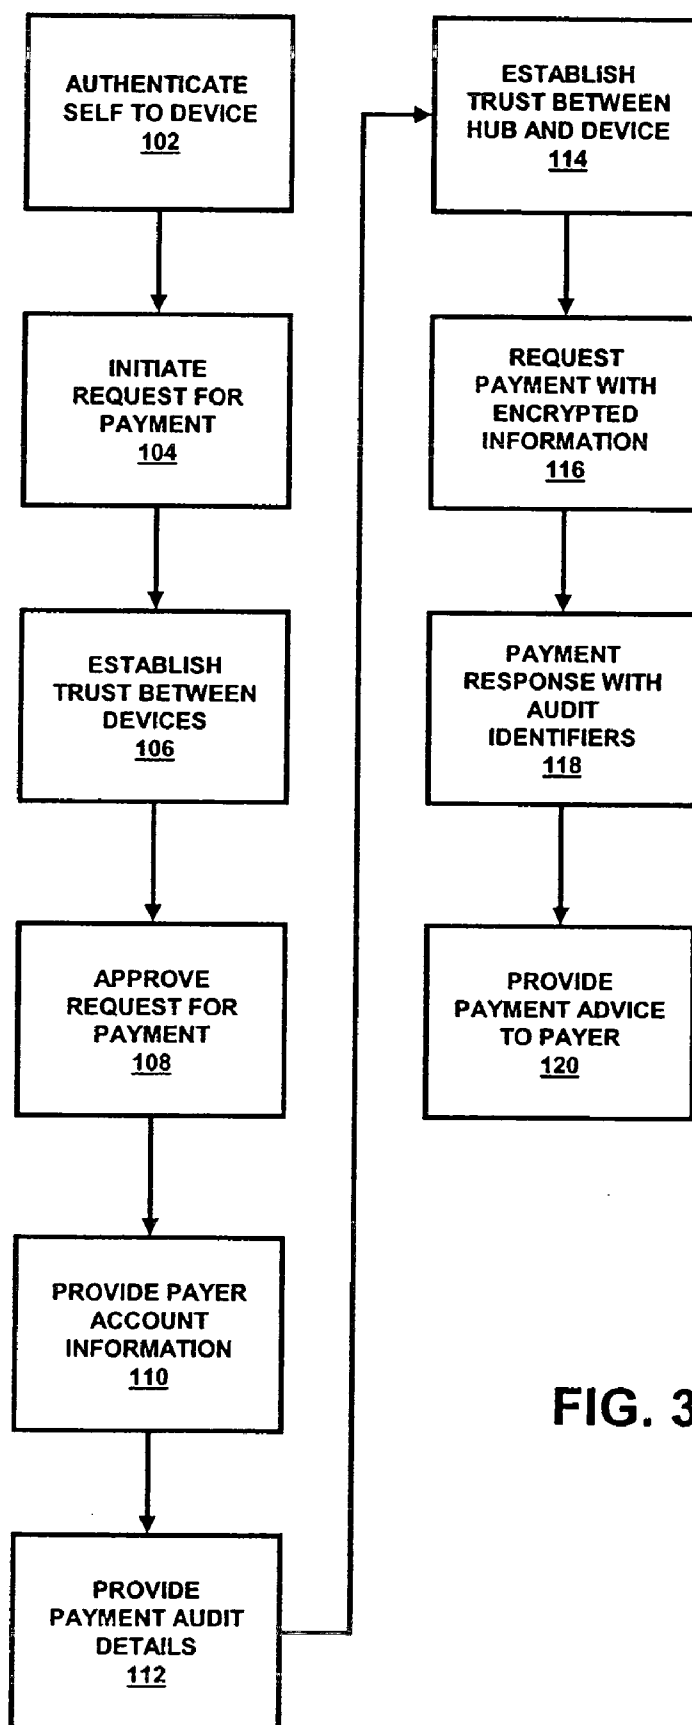 AUTHENTICATE
SELF TO DEVICE
102
INITIATE
REQUEST FOR
PAYMENT
104
ESTABLISH
TRUST BETWEEN
DEVICES
106
APPROVE
REQUEST FOR
PAYMENT
108
PROVIDE PAYER
ACCOUNT
INFORMATION
110
PROVIDE
PAYMENT AUDIT
DETAILS
112
ESTABLISH
TRUST BETWEEN
HUB AND DEVICE
114
REQUEST
PAYMENT WITH
ENCRYPTED
INFORMATION
116
PAYMENT
RESPONSE WITH
AUDIT
IDENTIFIERS
118
PROVIDE
PAYMENT ADVICE
TO PAYER
120
FIG. 3